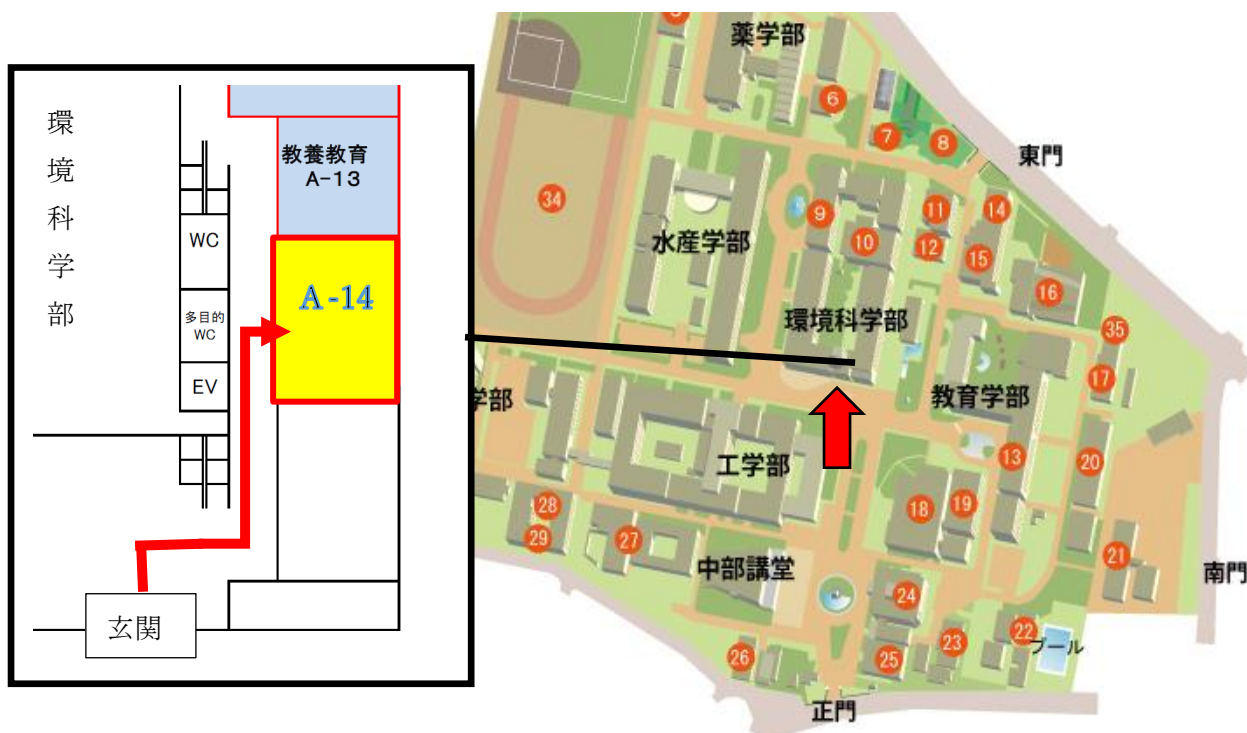 環境科学部
教養教育
A-13
WC
A-14
多目的
WC
EV
玄関
5
薬学部
6
7
8
東門
34
水産学部
9
10
11
12
14
15
16
環境科学部
35
17
教育学部
学部
工学部
13
20
18
19
28
29
27
中部講堂
21
南門
24
22
プール
23
25
26
正門